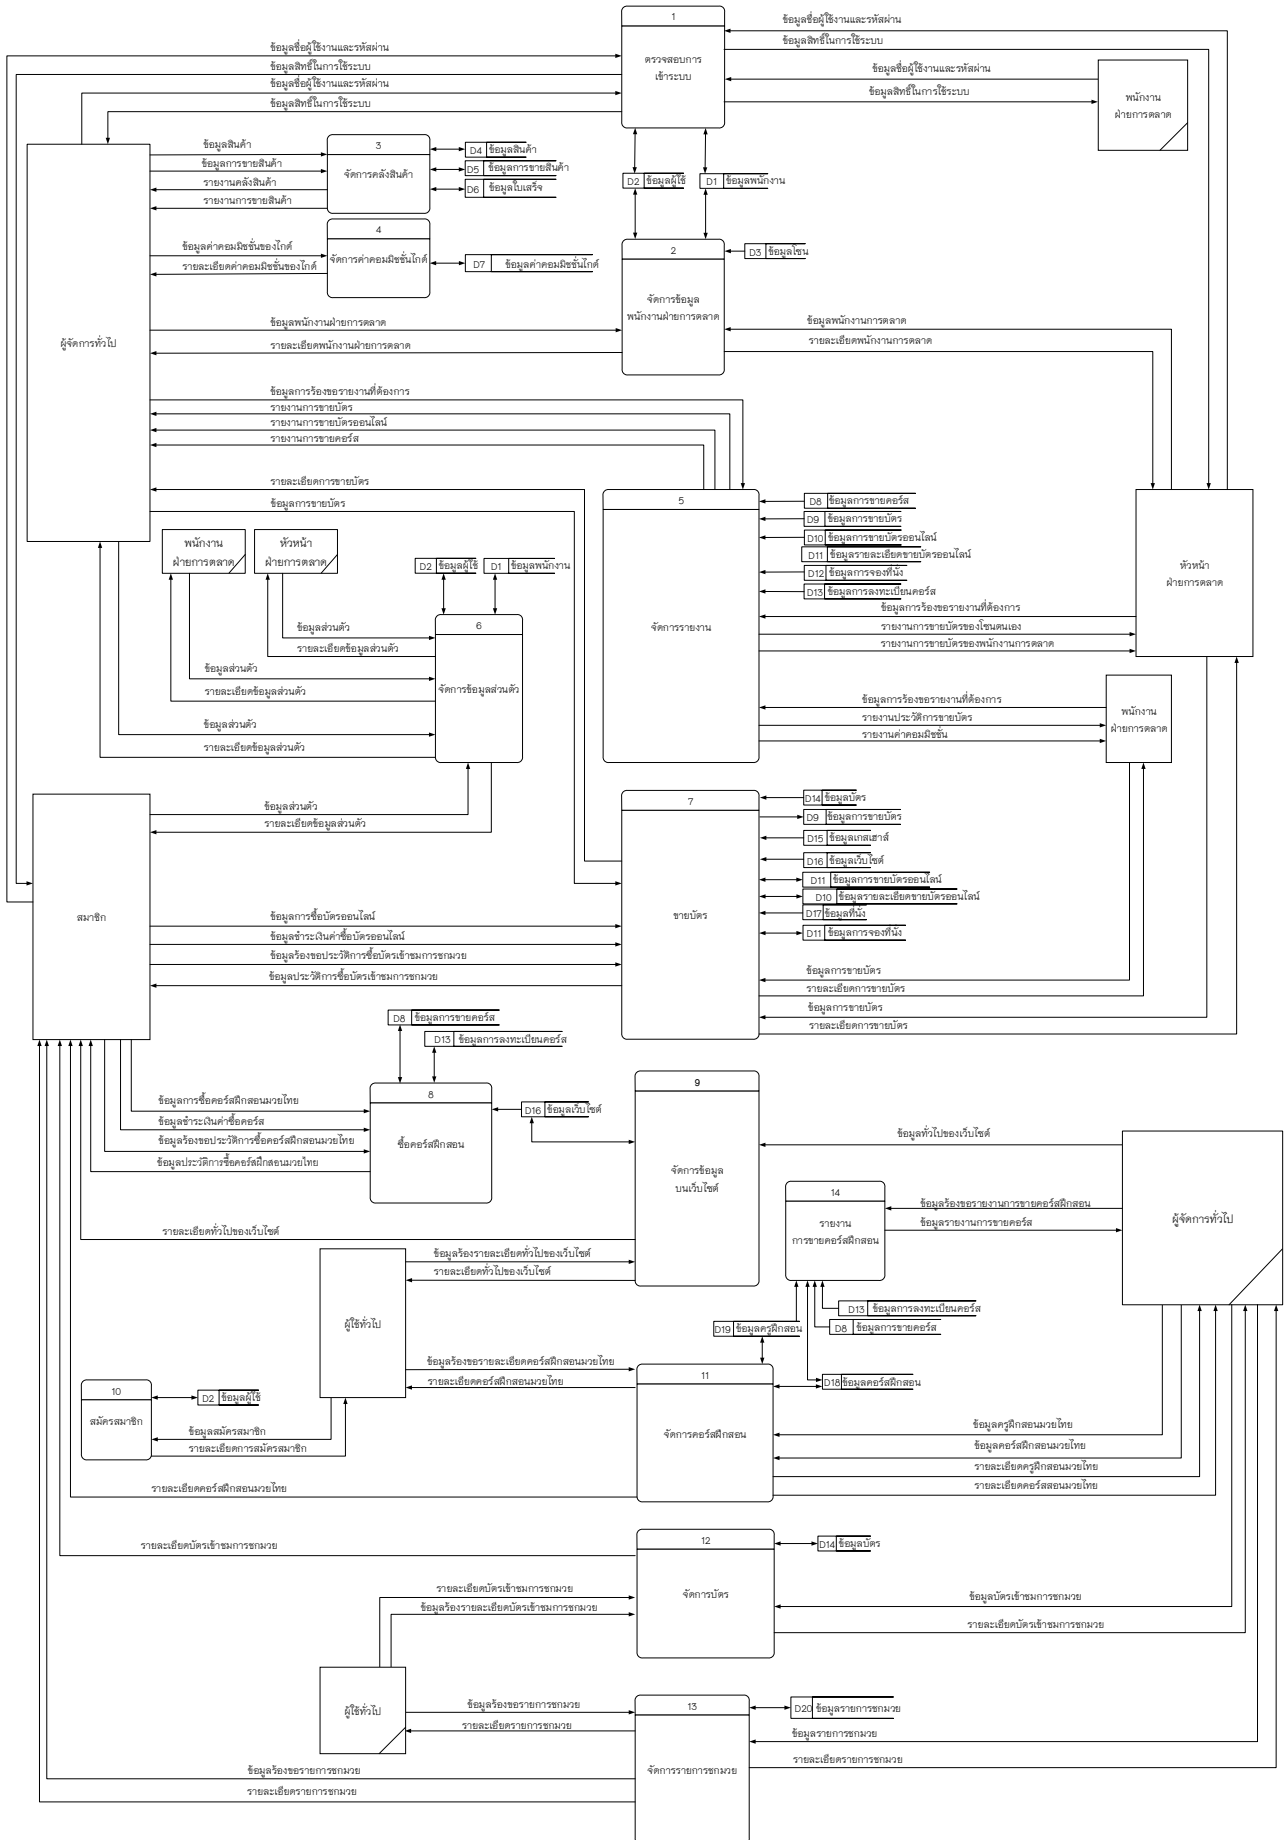 1
ตรวจสอบการ
เข้าระบบ
ข้อมูลชื่อผู้ใช้งานและรหัสผ่าน
ข้อมูลสิทธิ์ในการใช้ระบบ
ข้อมูลชื่อผู้ใช้งานและรหัสผ่าน
ข้อมูลสิทธิ์ในการใช้ระบบ
ข้อมูลชื่อผู้ใช้งานและรหัสผ่าน
ข้อมูลสิทธิ์ในการใช้ระบบ
ข้อมูลชื่อผู้ใช้งานและรหัสผ่าน
ข้อมูลสิทธิ์ในการใช้ระบบ
พนักงาน
ฝ่ายการตลาด
ข้อมูลสินค้า
ข้อมูลการขายสินค้า
รายงานคลังสินค้า
รายงานการขายสินค้า
3
จัดการคลังสินค้า
D4 ข้อมูลสินค้า
D5 ข้อมูลการขายสินค้า
D6 ข้อมูลใบเสร็จ
D2 ข้อมูลผู้ใช้
D1 ข้อมูลพนักงาน
ข้อมูลค่าคอมมิชชั่นของไกด์
รายละเอียดค่าคอมมิชชั่นของไกด์
4
จัดการค่าคอมมิชชั่นไกด์
D7 ข้อมูลค่าคอมมิชชั่นไกด์
2
จัดการข้อมูล
พนักงานฝ่ายการตลาด
D3 ข้อมูลโซน
ผู้จัดการทั่วไป
ข้อมูลพนักงานฝ่ายการตลาด
รายละเอียดพนักงานฝ่ายการตลาด
ข้อมูลพนักงานการตลาด
รายละเอียดพนักงานการตลาด
ข้อมูลการร้องขอรายงานที่ต้องการ
รายงานการขายบัตร
รายงานการขายบัตรออนไลน์
รายงานการขายคอร์ส
รายละเอียดการขายบัตร
ข้อมูลการขายบัตร
5
จัดการรายงาน
D8 ข้อมูลการขายคอร์ส
D9 ข้อมูลการขายบัตร
D10 ข้อมูลการขายบัตรออนไลน์
D11 ข้อมูลรายละเอียดขายบัตรออนไลน์
D12 ข้อมูลการจองที่นั่ง
D13 ข้อมูลการลงทะเบียนคอร์ส
ข้อมูลการร้องขอรายงานที่ต้องการ
รายงานการขายบัตรของโซนตนเอง
รายงานการขายบัตรของพนักงานการตลาด
หัวหน้า
ฝ่ายการตลาด
พนักงาน
ฝ่ายการตลาด
หัวหน้า
ฝ่ายการตลาด
D2 ข้อมูลผู้ใช้
D1 ข้อมูลพนักงาน
6
จัดการข้อมูลส่วนตัว
ข้อมูลส่วนตัว
รายละเอียดข้อมูลส่วนตัว
ข้อมูลส่วนตัว
รายละเอียดข้อมูลส่วนตัว
ข้อมูลส่วนตัว
รายละเอียดข้อมูลส่วนตัว
ข้อมูลการร้องขอรายงานที่ต้องการ
รายงานประวัติการขายบัตร
รายงานค่าคอมมิชชั่น
พนักงาน
ฝ่ายการตลาด
ข้อมูลส่วนตัว
รายละเอียดข้อมูลส่วนตัว
สมาชิก
7
ขายบัตร
D14 ข้อมูลบัตร
D9 ข้อมูลการขายบัตร
D15 ข้อมูลเกสเฮาส์
D16 ข้อมูลเว็บไซต์
D11 ข้อมูลการขายบัตรออนไลน์
D10 ข้อมูลรายละเอียดขายบัตรออนไลน์
D17 ข้อมูลที่นั่ง
D11 ข้อมูลการจองที่นั่ง
ข้อมูลการซื้อบัตรออนไลน์
ข้อมูลชำระเงินค่าซื้อบัตรออนไลน์
ข้อมูลร้องขอประวัติการซื้อบัตรเข้าชมการชกมวย
ข้อมูลประวัติการซื้อบัตรเข้าชมการชกมวย
ข้อมูลการขายบัตร
รายละเอียดการขายบัตร
ข้อมูลการขายบัตร
รายละเอียดการขายบัตร
D8 ข้อมูลการขายคอร์ส
D13 ข้อมูลการลงทะเบียนคอร์ส
8
ซื้อคอร์สฝึกสอน
D16 ข้อมูลเว็บไซต์
ข้อมูลการซื้อคอร์สฝึกสอนมวยไทย
ข้อมูลชำระเงินค่าซื้อคอร์ส
ข้อมูลร้องขอประวัติการซื้อคอร์สฝึกสอนมวยไทย
ข้อมูลประวัติการซื้อคอร์สฝึกสอนมวยไทย
9
จัดการข้อมูล
บนเว็บไซต์
ข้อมูลทั่วไปของเว็บไซต์
ผู้จัดการทั่วไป
14
รายงาน
การขายคอร์สฝึกสอน
ข้อมูลร้องขอรายงานการขายคอร์สฝึกสอน
ข้อมูลรายงานการขายคอร์ส
รายละเอียดทั่วไปของเว็บไซต์
ข้อมูลร้องรายละเอียดทั่วไปของเว็บไซต์
รายละเอียดทั่วไปของเว็บไซต์
ผู้ใช้ทั่วไป
D13 ข้อมูลการลงทะเบียนคอร์ส
D8 ข้อมูลการขายคอร์ส
D19 ข้อมูลครูฝึกสอน
D18 ข้อมูลคอร์สฝึกสอน
ข้อมูลร้องขอรายละเอียดคอร์สฝึกสอนมวยไทย
รายละเอียดคอร์สฝึกสอนมวยไทย
11
จัดการคอร์สฝึกสอน
10
สมัครสมาชิก
D2 ข้อมูลผู้ใช้
ข้อมูลสมัครสมาชิก
รายละเอียดการสมัครสมาชิก
ข้อมูลครูฝึกสอนมวยไทย
ข้อมูลคอร์สฝึกสอนมวยไทย
รายละเอียดครูฝึกสอนมวยไทย
รายละเอียดคอร์สสอนมวยไทย
รายละเอียดคอร์สฝึกสอนมวยไทย
12
จัดการบัตร
D14 ข้อมูลบัตร
รายละเอียดบัตรเข้าชมการชกมวย
รายละเอียดบัตรเข้าชมการชกมวย
ข้อมูลร้องรายละเอียดบัตรเข้าชมการชกมวย
ข้อมูลบัตรเข้าชมการชกมวย
รายละเอียดบัตรเข้าชมการชกมวย
ผู้ใช้ทั่วไป
ข้อมูลร้องขอรายการชกมวย
รายละเอียดรายการชกมวย
13
จัดการรายการชกมวย
D20 ข้อมูลรายการชกมวย
ข้อมูลรายการชกมวย
รายละเอียดรายการชกมวย
ข้อมูลร้องขอรายการชกมวย
รายละเอียดรายการชกมวย